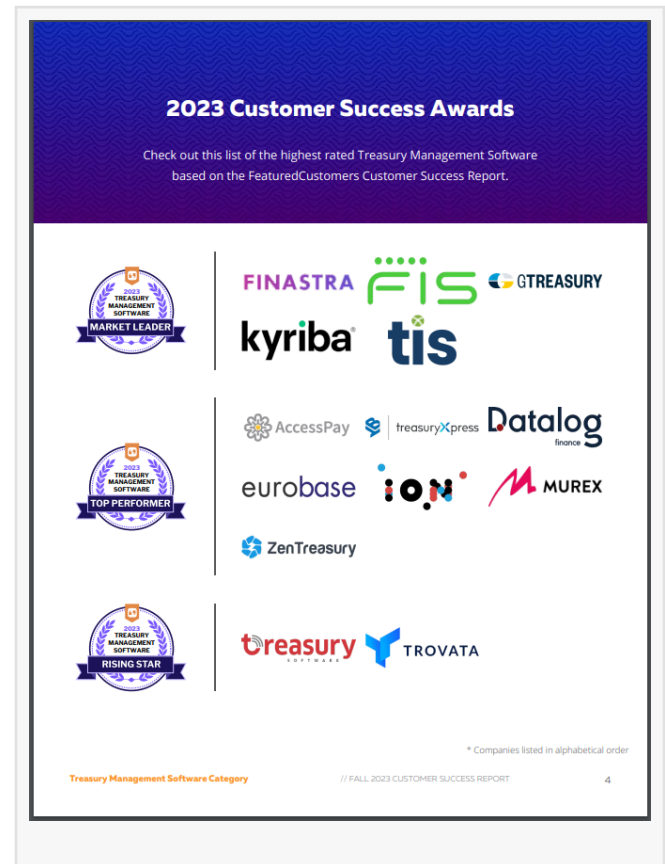 2023 Customer Success Awards
Check out this list of the highest rated Treasury Management Software
based on the FeaturedCustomers Customer Success Report.
2023
TREASURY
MANAGEMENT
SOFTWARE
MARKET LEADER
FINASTRA
FIS
GTREASURY
kyriba
tis
2023
TREASURY
MANAGEMENT
SOFTWARE
TOP PERFORMER
AccessPay
treasuryXpress
Datalog
finance
eurobase
ION
MUREX
ZenTreasury
2023
TREASURY
MANAGEMENT
SOFTWARE
RISING STAR
treasury
SOFTWARE
TROVATA
* Companies listed in alphabetical order
Treasury Management Software Category
// FALL 2023 CUSTOMER SUCCESS REPORT
4